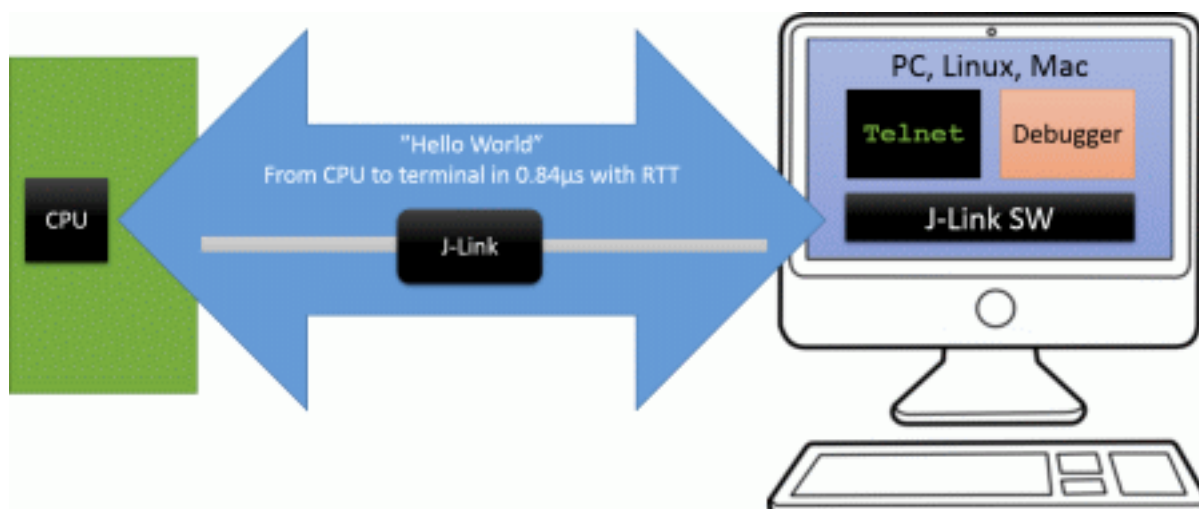 CPU
"Hello World"
From CPU to terminal in 0.84µs with RTT
J-Link
PC, Linux, Mac
Telnet
Debugger
J-Link SW